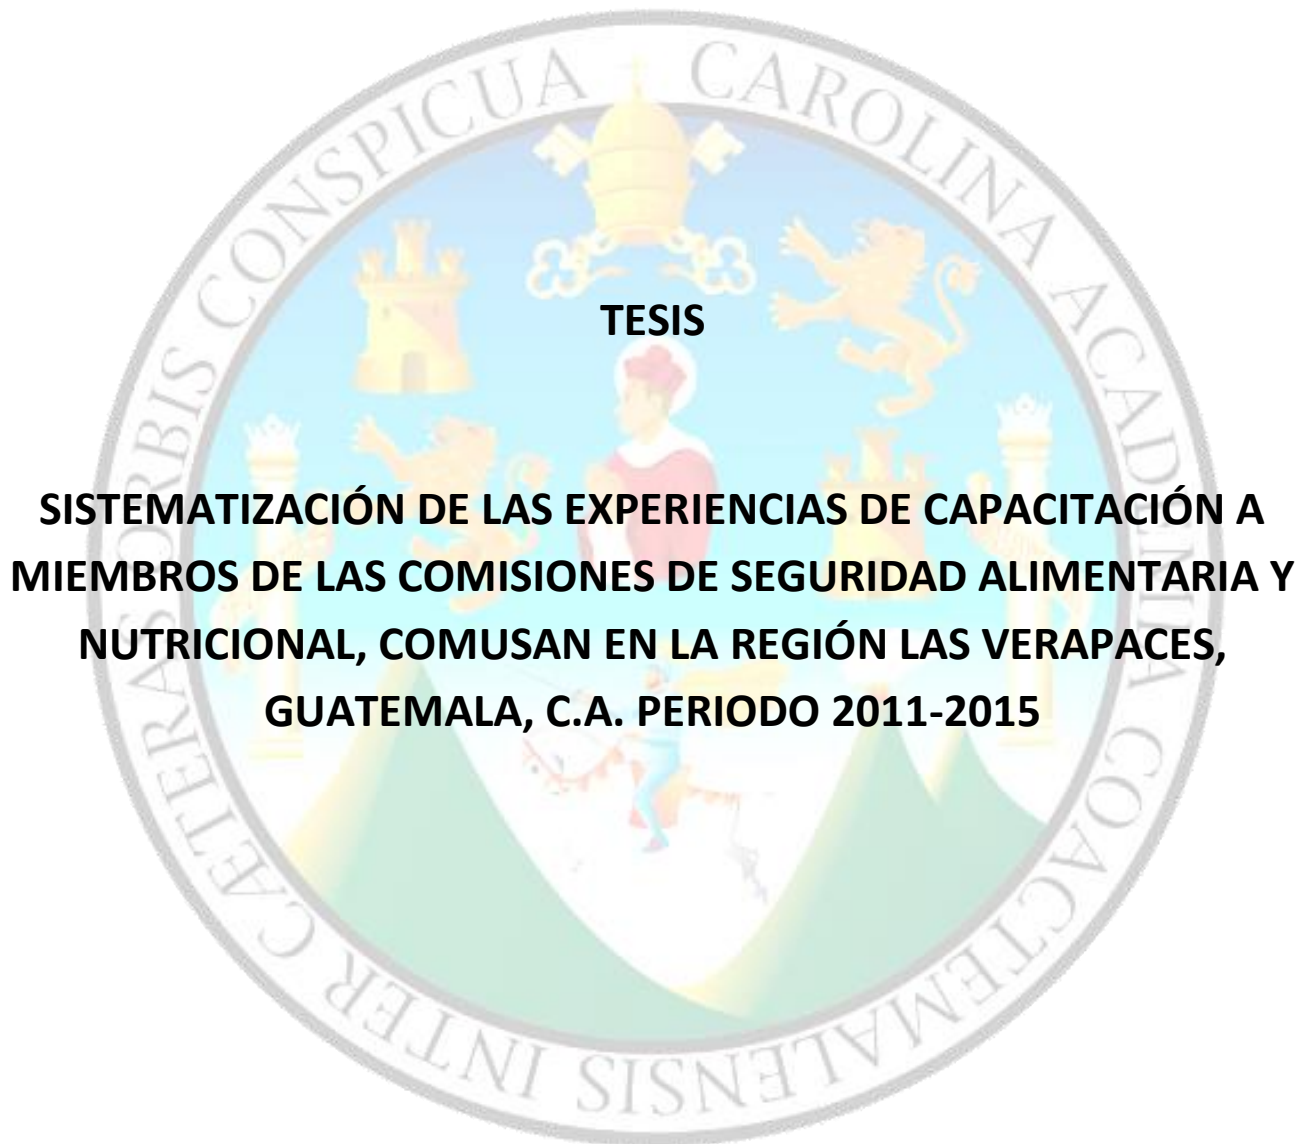 CAROLINA ACADEMIA COACTEMALENSIS INTER CÆTERAS ORBIS CONSPICUA
TESIS
SISTEMATIZACIÓN DE LAS EXPERIENCIAS DE CAPACITACIÓN A
MIEMBROS DE LAS COMISIONES DE SEGURIDAD ALIMENTARIA Y
NUTRICIONAL, COMUSAN EN LA REGIÓN LAS VERAPACES,
GUATEMALA, C.A. PERIODO 2011-2015